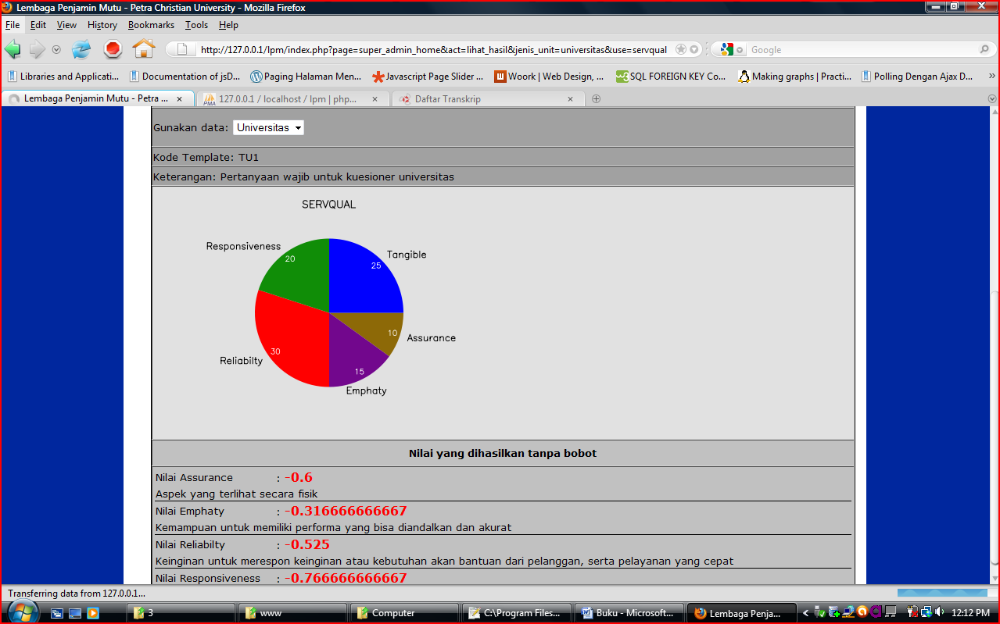 Lembaga Penjamin Mutu - Petra Christian University - Mozilla Firefox
File Edit View History Bookmarks Tools Help
http://127.0.0.1/lpm/index.php?page=super_admin_home&act=lihat_hasil&jenis_unit=universitas&use=servqual Google
Libraries and Applicati... Documentation of jsD... Paging Halaman Men... Javascript Page Slider ... Woork | Web Design, ... SQL FOREIGN KEY Co... Making graphs | Practi... Polling Dengan Ajax D... »
Lembaga Penjamin Mutu - Petra ... 127.0.0.1 / localhost / lpm | php... Daftar Transkrip
Gunakan data: Universitas
Kode Template: TU1
Keterangan: Pertanyaan wajib untuk kuesioner universitas
SERVQUAL
Responsiveness
20
Tangible
25
Assurance
10
Reliabilty
30
Emphaty
15
Nilai yang dihasilkan tanpa bobot
Nilai Assurance : -0.6
Aspek yang terlihat secara fisik
Nilai Emphaty : -0.316666666667
Kemampuan untuk memiliki performa yang bisa diandalkan dan akurat
Nilai Reliabilty : -0.525
Keinginan untuk merespon keinginan atau kebutuhan akan bantuan dari pelanggan, serta pelayanan yang cepat
Nilai Responsiveness : -0.766666666667
Transferring data from 127.0.0.1...
3 www Computer C:\Program Files... Buku - Microsoft... Lembaga Penja... 12:12 PM